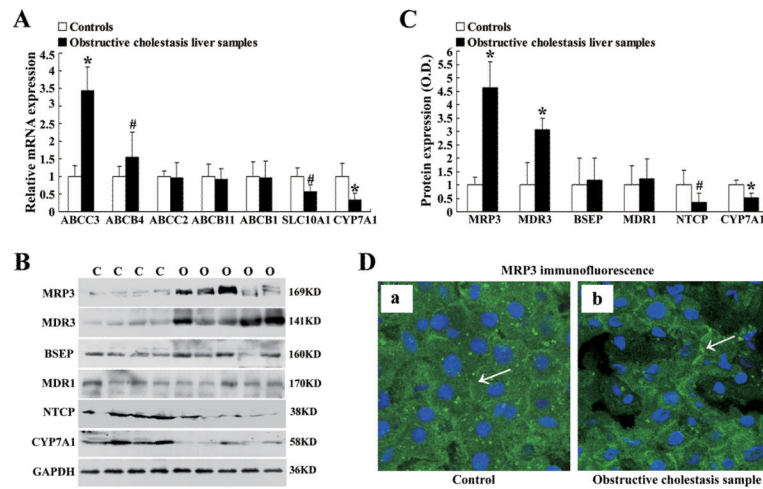 A
Controls
Obstructive cholestasis liver samples
Relative mRNA expression
4.5
4
3.5
3
2.5
2
1.5
1
0.5
0
*
#
#
*
ABCC3 ABCB4 ABCC2 ABCB11 ABCB1 SLC10A1 CYP7A1
C
Controls
Obstructive cholestasis liver samples
Protein expression (O.D.)
6
5.5
5
4.5
4
3.5
3
2.5
2
1.5
1
0.5
0
*
*
#
*
MRP3 MDR3 BSEP MDR1 NTCP CYP7A1
B
C C C C O O O O O
MRP3 169KD
MDR3 141KD
BSEP 160KD
MDR1 170KD
NTCP 38KD
CYP7A1 58KD
GAPDH 36KD
D
MRP3 immunofluorescence
a b
Control Obstructive cholestasis sample